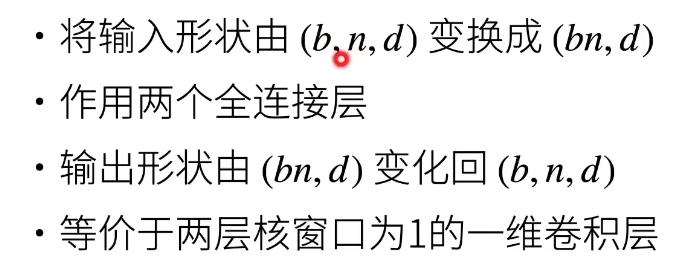 • 将输入形状由 (b, n, d) 变换成 (bn, d)
• 作用两个全连接层
• 输出形状由 (bn, d) 变化回 (b, n, d)
• 等价于两层核窗口为1的一维卷积层